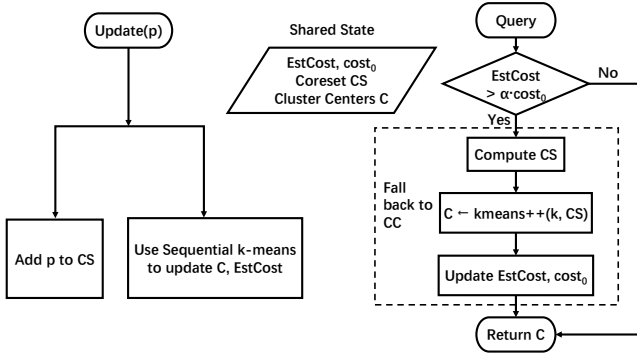 Update(p)
Add p to CS
Use Sequential k-means
to update C, EstCost
Shared State
EstCost, cost₀
Coreset CS
Cluster Centers C
Query
EstCost
> α·cost₀
No
Yes
Fall
back to
CC
Compute CS
C ← kmeans++(k, CS)
Update EstCost, cost₀
Return C